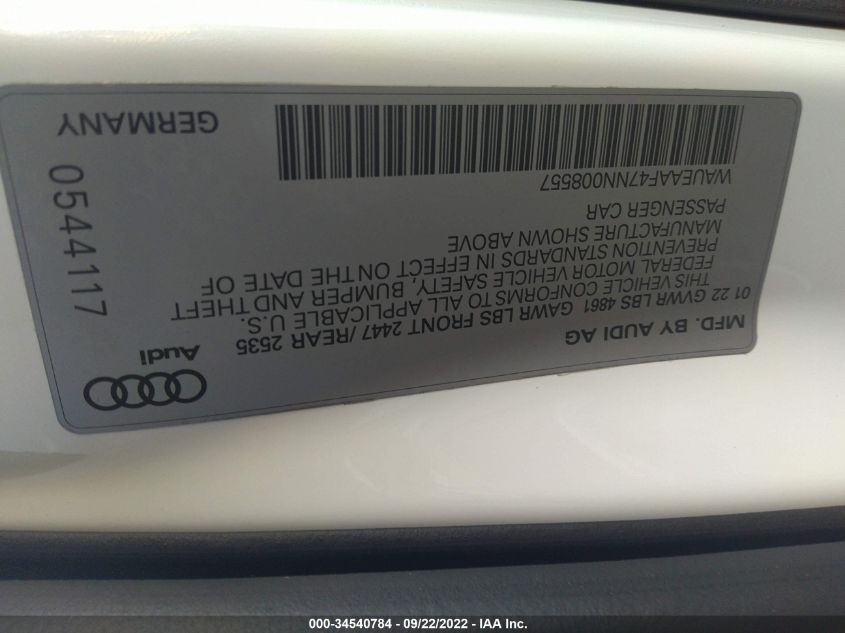 MFD. BY AUDI AG
01 22 GVWR LBS 4861 GAWR LBS FRONT 2447 /REAR 2535
THIS VEHICLE CONFORMS TO ALL APPLICABLE U.S.
FEDERAL MOTOR VEHICLE SAFETY, BUMPER AND THEFT
PREVENTION STANDARDS IN EFFECT ON THE DATE OF
MANUFACTURE SHOWN ABOVE
PASSENGER CAR
WAUEAAF47NN008557
Audi
0544117
GERMANY
000-34540784 - 09/22/2022 - IAA Inc.